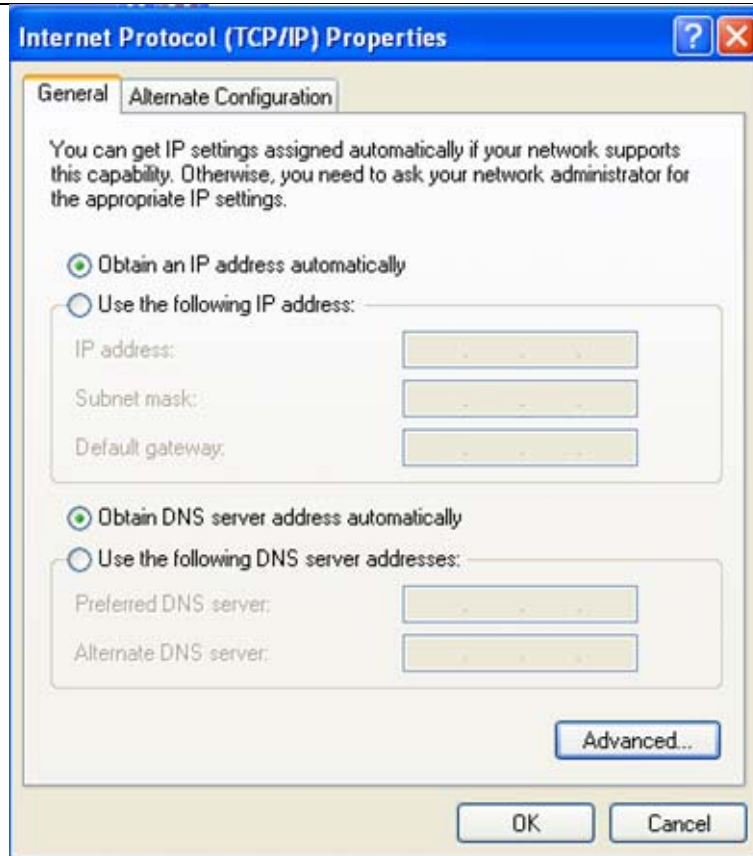 Internet Protocol (TCP/IP) Properties
General
Alternate Configuration
You can get IP settings assigned automatically if your network supports
this capability. Otherwise, you need to ask your network administrator for
the appropriate IP settings.
Obtain an IP address automatically
Use the following IP address:
IP address:
Subnet mask:
Default gateway:
Obtain DNS server address automatically
Use the following DNS server addresses:
Preferred DNS server:
Alternate DNS server:
Advanced...
OK
Cancel